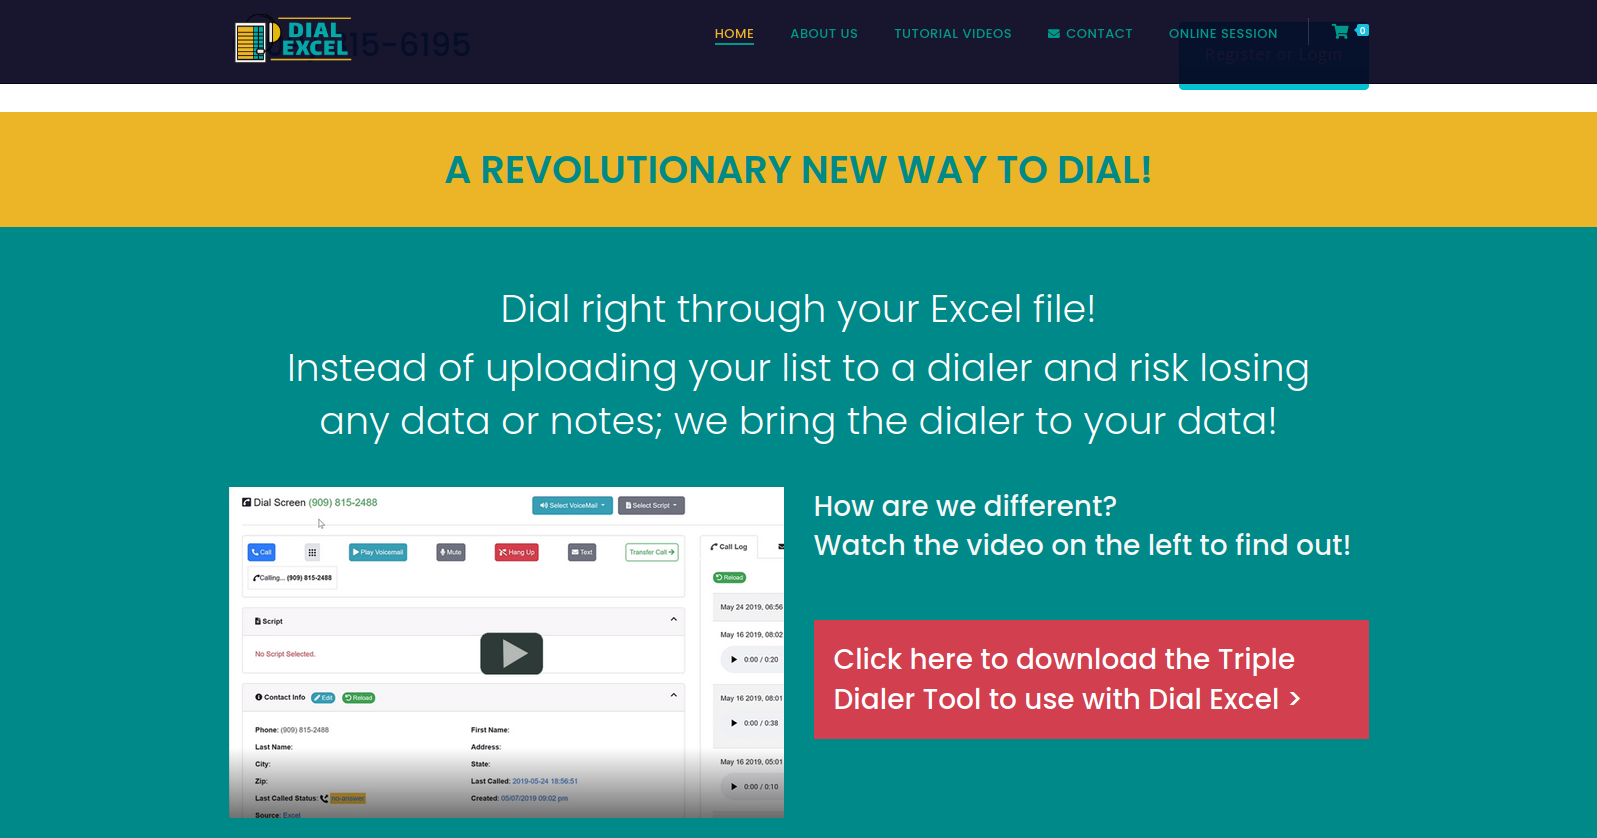 DIAL
EXCEL
15-6195
HOME
ABOUT US
TUTORIAL VIDEOS
CONTACT
ONLINE SESSION
0
Register or Login
A REVOLUTIONARY NEW WAY TO DIAL!
Dial right through your Excel file!
Instead of uploading your list to a dialer and risk losing
any data or notes; we bring the dialer to your data!
Dial Screen (909) 815-2488
Select VoiceMail
Select Script
Call
Play Voicemail
Mute
Hang Up
Text
Transfer Call
Calling... (909) 815-2488
Script
No Script Selected.
Contact Info
Edit
Reload
Phone: (909) 815-2488
First Name:
Last Name:
Address:
City:
State:
Zip:
Last Called: 2019-05-24 18:56:51
Last Called Status: no-answer
Created: 05/07/2019 09:02 pm
Source: Excel
Call Log
Reload
May 24 2019, 06:56
May 16 2019, 08:02
0:00 / 0:20
May 16 2019, 08:01
0:00 / 0:38
May 16 2019, 05:01
0:00 / 0:10
How are we different?
Watch the video on the left to find out!
Click here to download the Triple
Dialer Tool to use with Dial Excel >